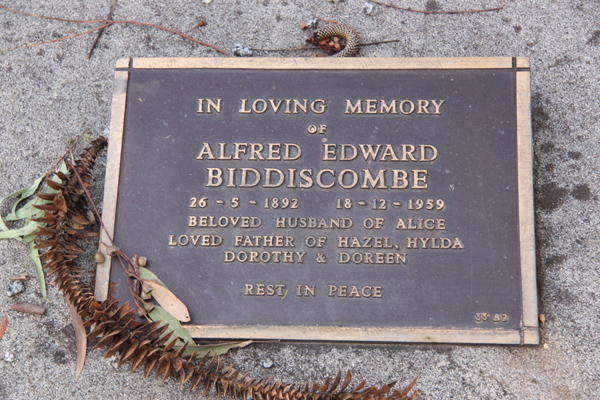 IN LOVING MEMORY
OF
ALFRED EDWARD
BIDDISCOMBE
26 - 5 - 1892 18 - 12 - 1959
BELOVED HUSBAND OF ALICE
LOVED FATHER OF HAZEL, HYLDA
DOROTHY & DOREEN
REST IN PEACE